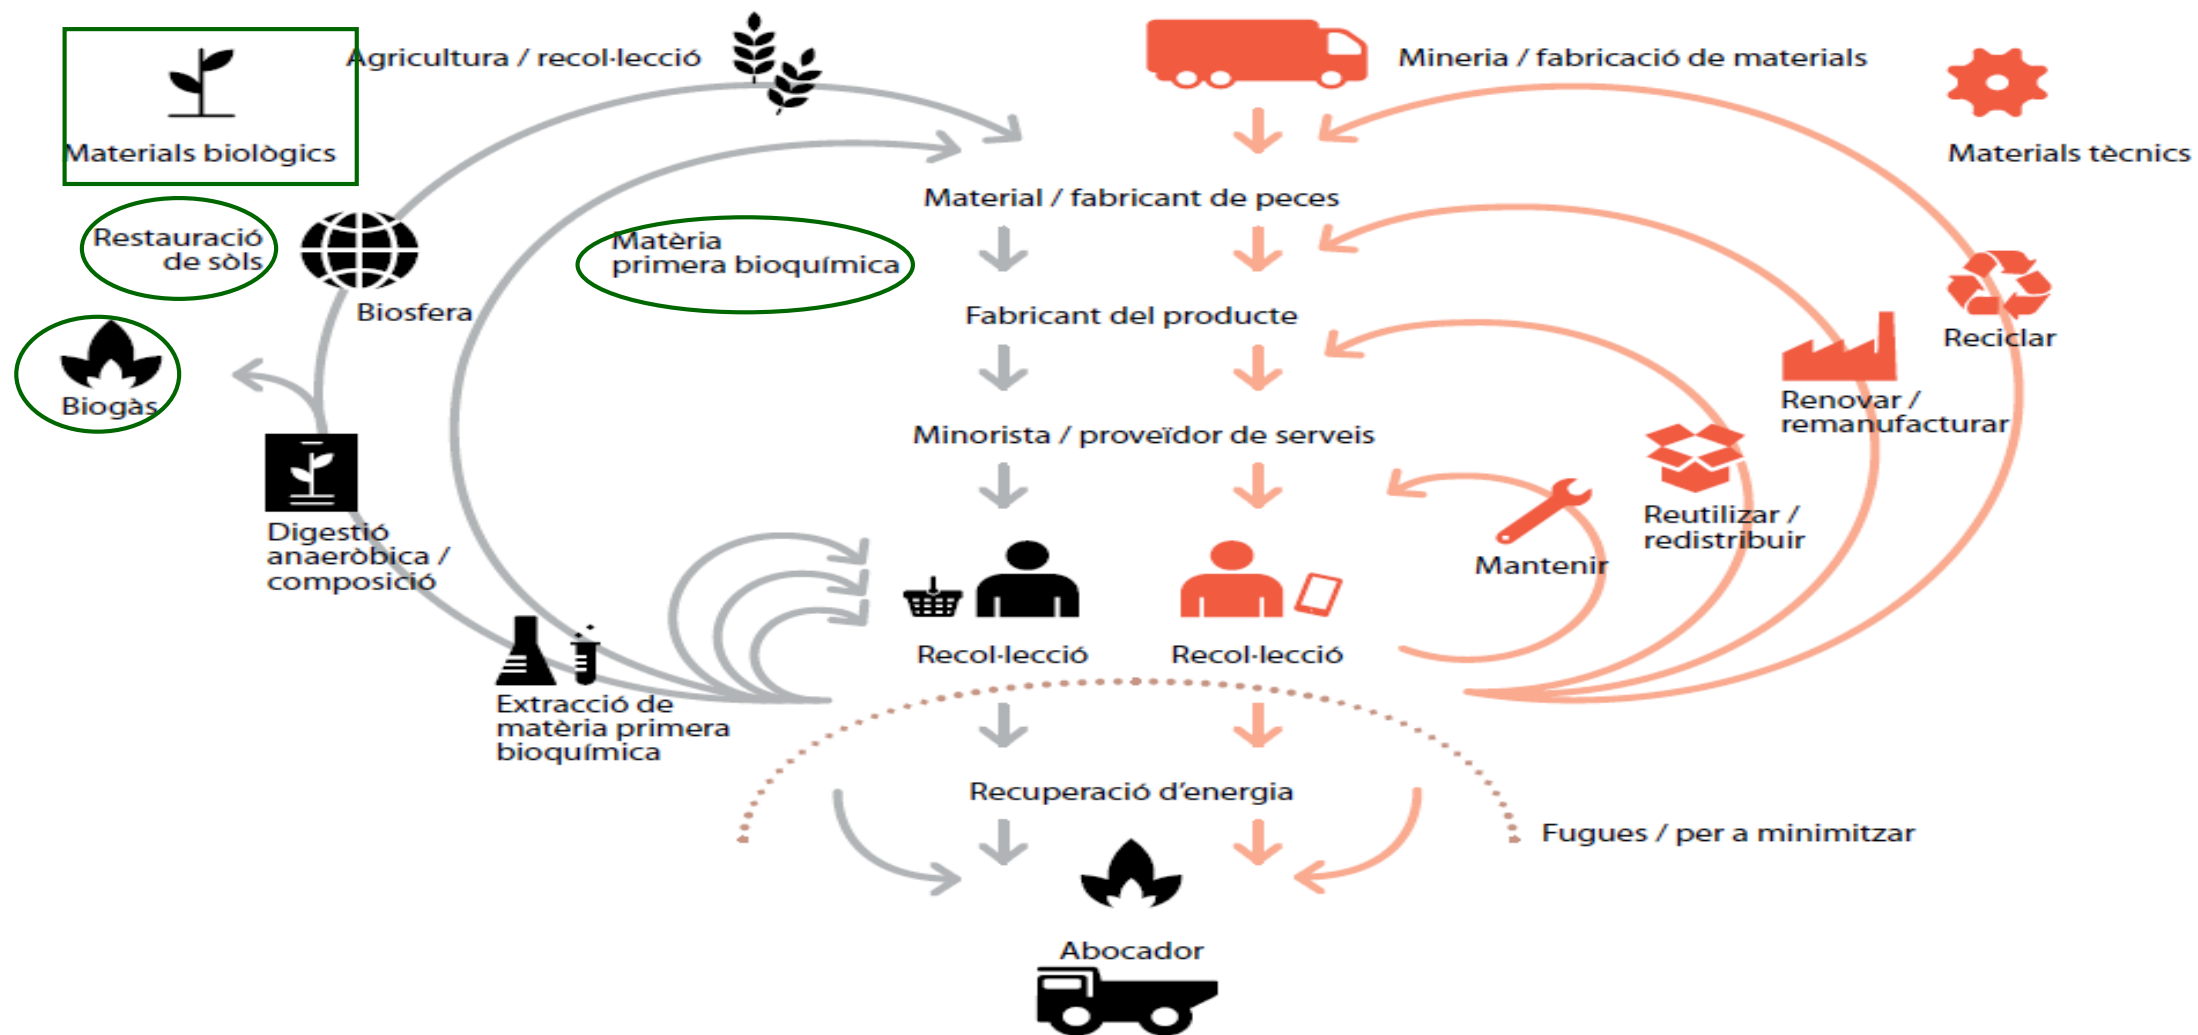 Agricultura / recol·lecció
Mineria / fabricació de materials
Materials biològics
Materials tècnics
Material / fabricant de peces
Restauració
de sòls
Matèria
primera bioquímica
Biosfera
Fabricant del producte
Reciclar
Biogàs
Renovar /
remanufacturar
Minorista / proveïdor de serveis
Digestió
anaeròbica /
composició
Reutilizar /
redistribuir
Mantenir
Recol·lecció
Recol·lecció
Extracció de
matèria primera
bioquímica
Recuperació d’energia
Fugues / per a minimitzar
Abocador